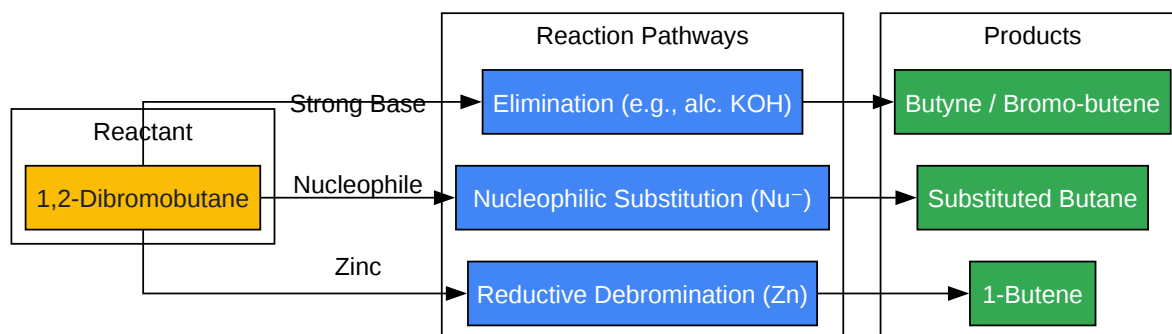 Reaction Pathways
Products
Strong Base
Elimination (e.g., alc. KOH)
Butyne / Bromo-butene
Reactant
1,2-Dibromobutane
Nucleophile
Nucleophilic Substitution (Nu⁻)
Substituted Butane
Zinc
Reductive Debromination (Zn)
1-Butene